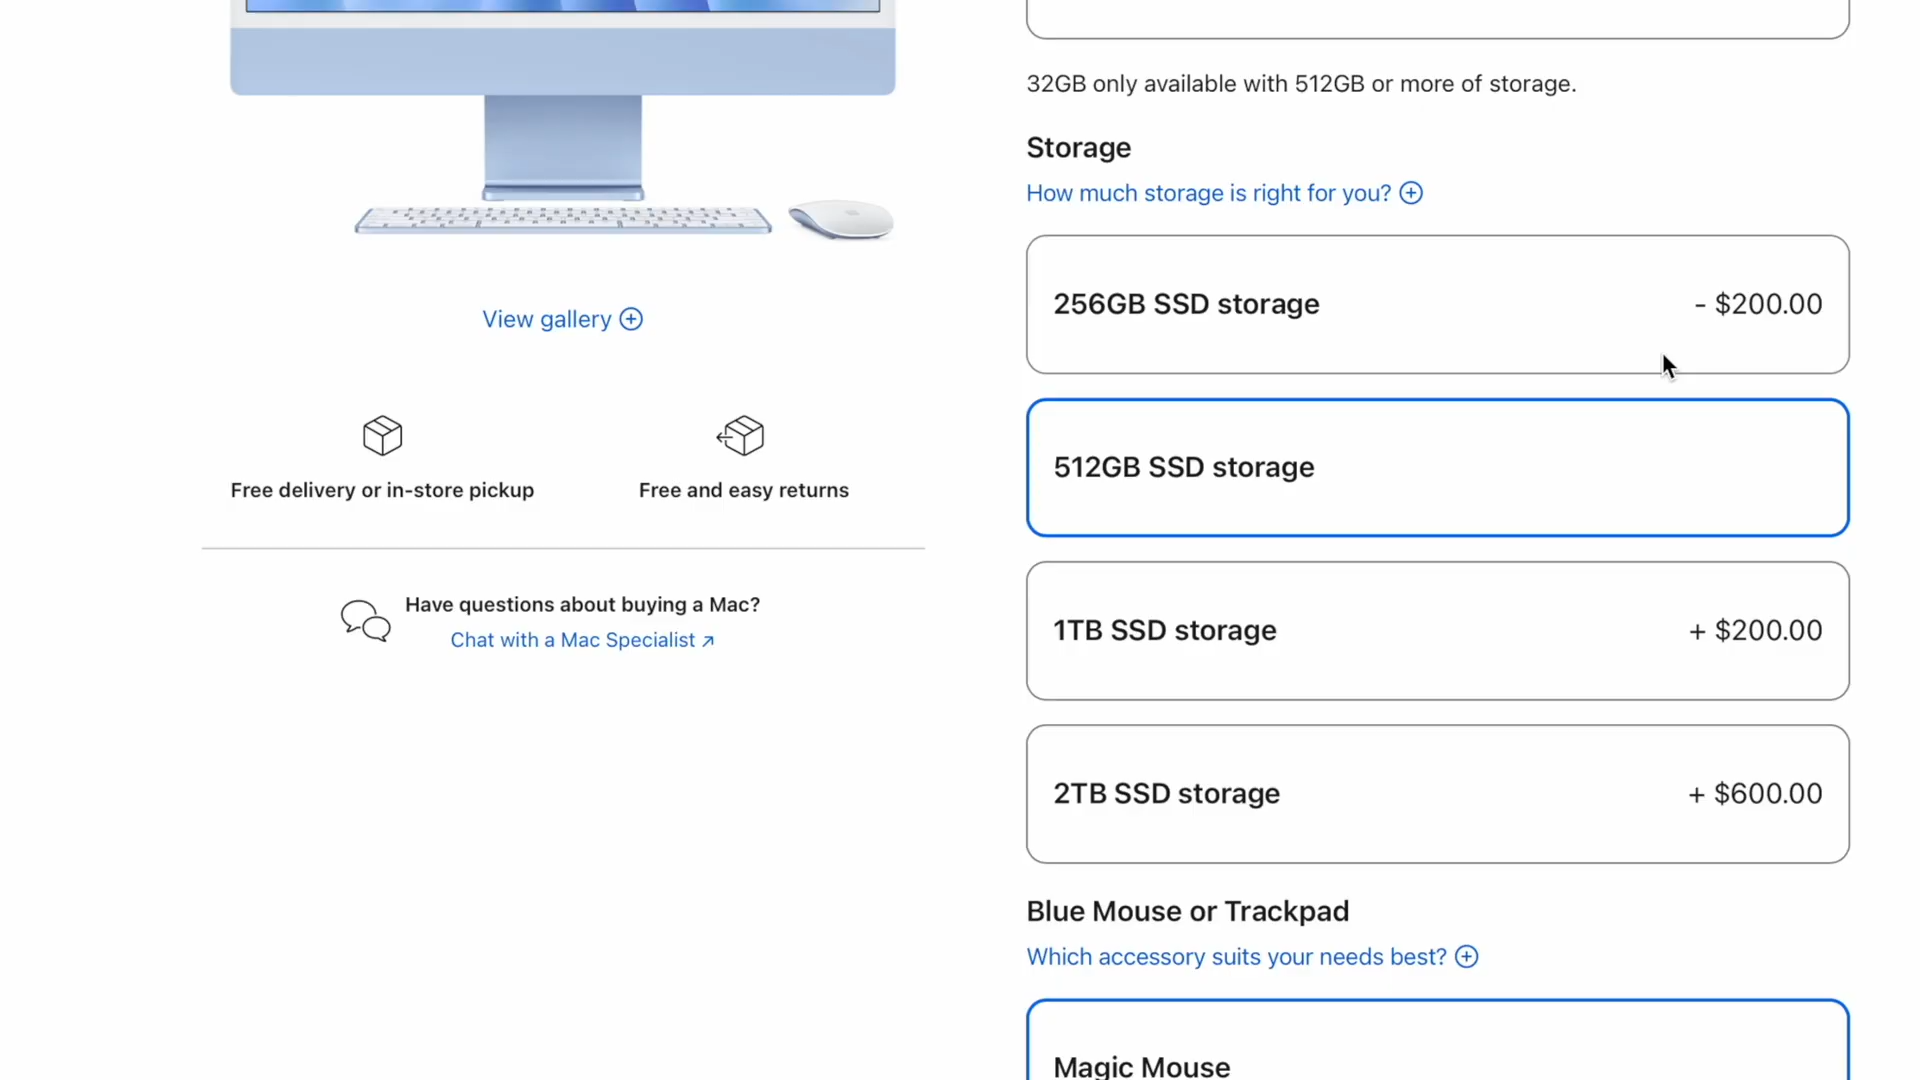 32GB only available with 512GB or more of storage.
Storage
How much storage is right for you?
256GB SSD storage
- $200.00
512GB SSD storage
1TB SSD storage
+ $200.00
2TB SSD storage
+ $600.00
Blue Mouse or Trackpad
Which accessory suits your needs best?
Magic Mouse
View gallery
Free delivery or in-store pickup
Free and easy returns
Have questions about buying a Mac?
Chat with a Mac Specialist